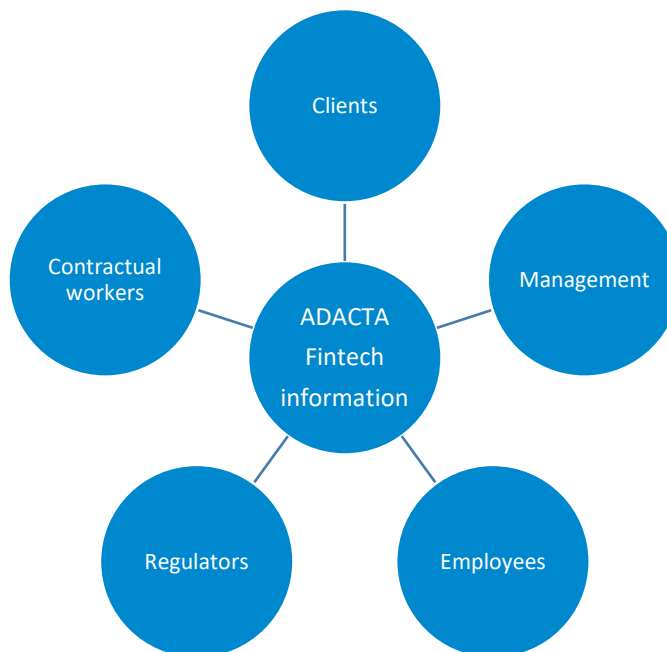 Clients
Contractual
workers
Management
ADACTA
Fintech
information
Regulators
Employees